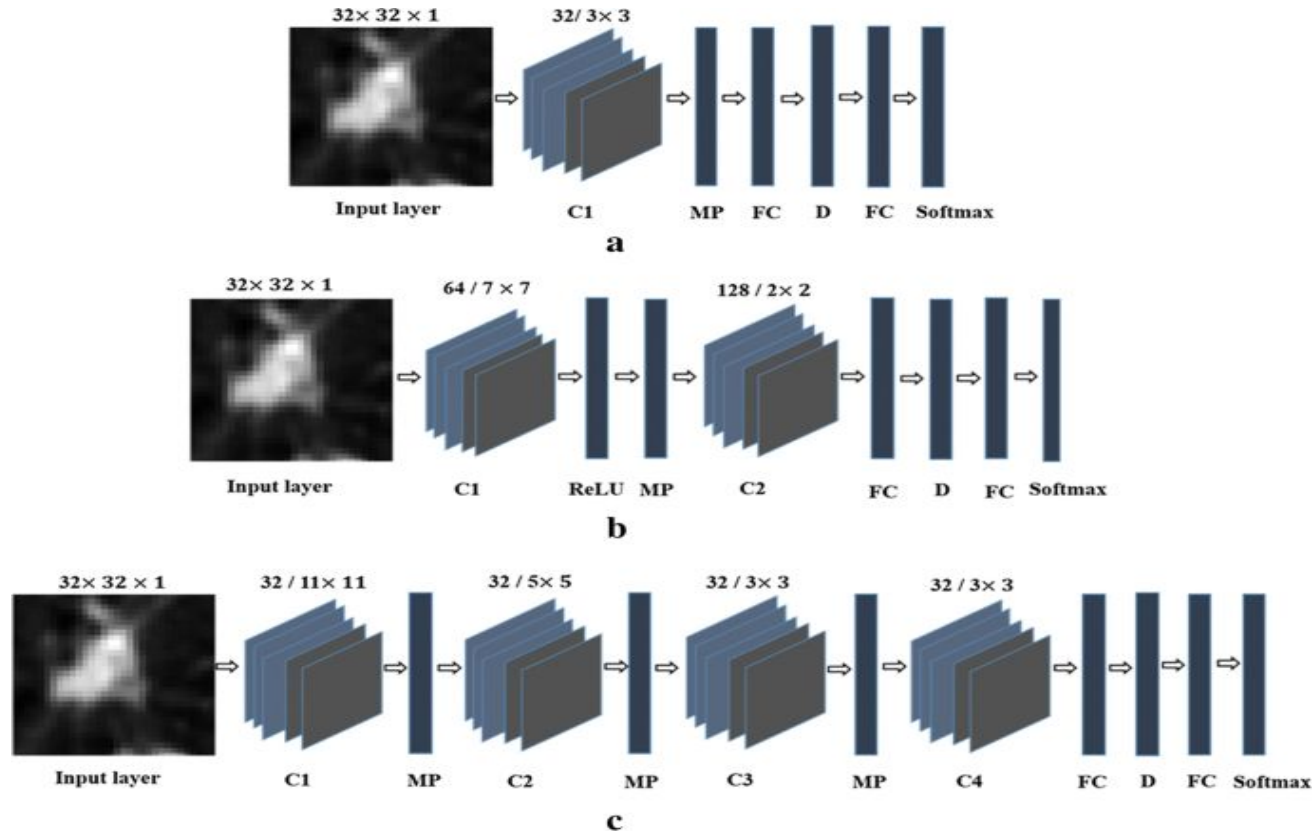 32× 32 × 1 32/ 3× 3
Input layer C1 MP FC D FC Softmax
a
32× 32 × 1 64 / 7 × 7 128 / 2× 2
Input layer C1 ReLU MP C2 FC D FC Softmax
b
32× 32 × 1 32 / 11× 11 32 / 5× 5 32 / 3× 3 32 / 3× 3
Input layer C1 MP C2 MP C3 MP C4 FC D FC Softmax
c